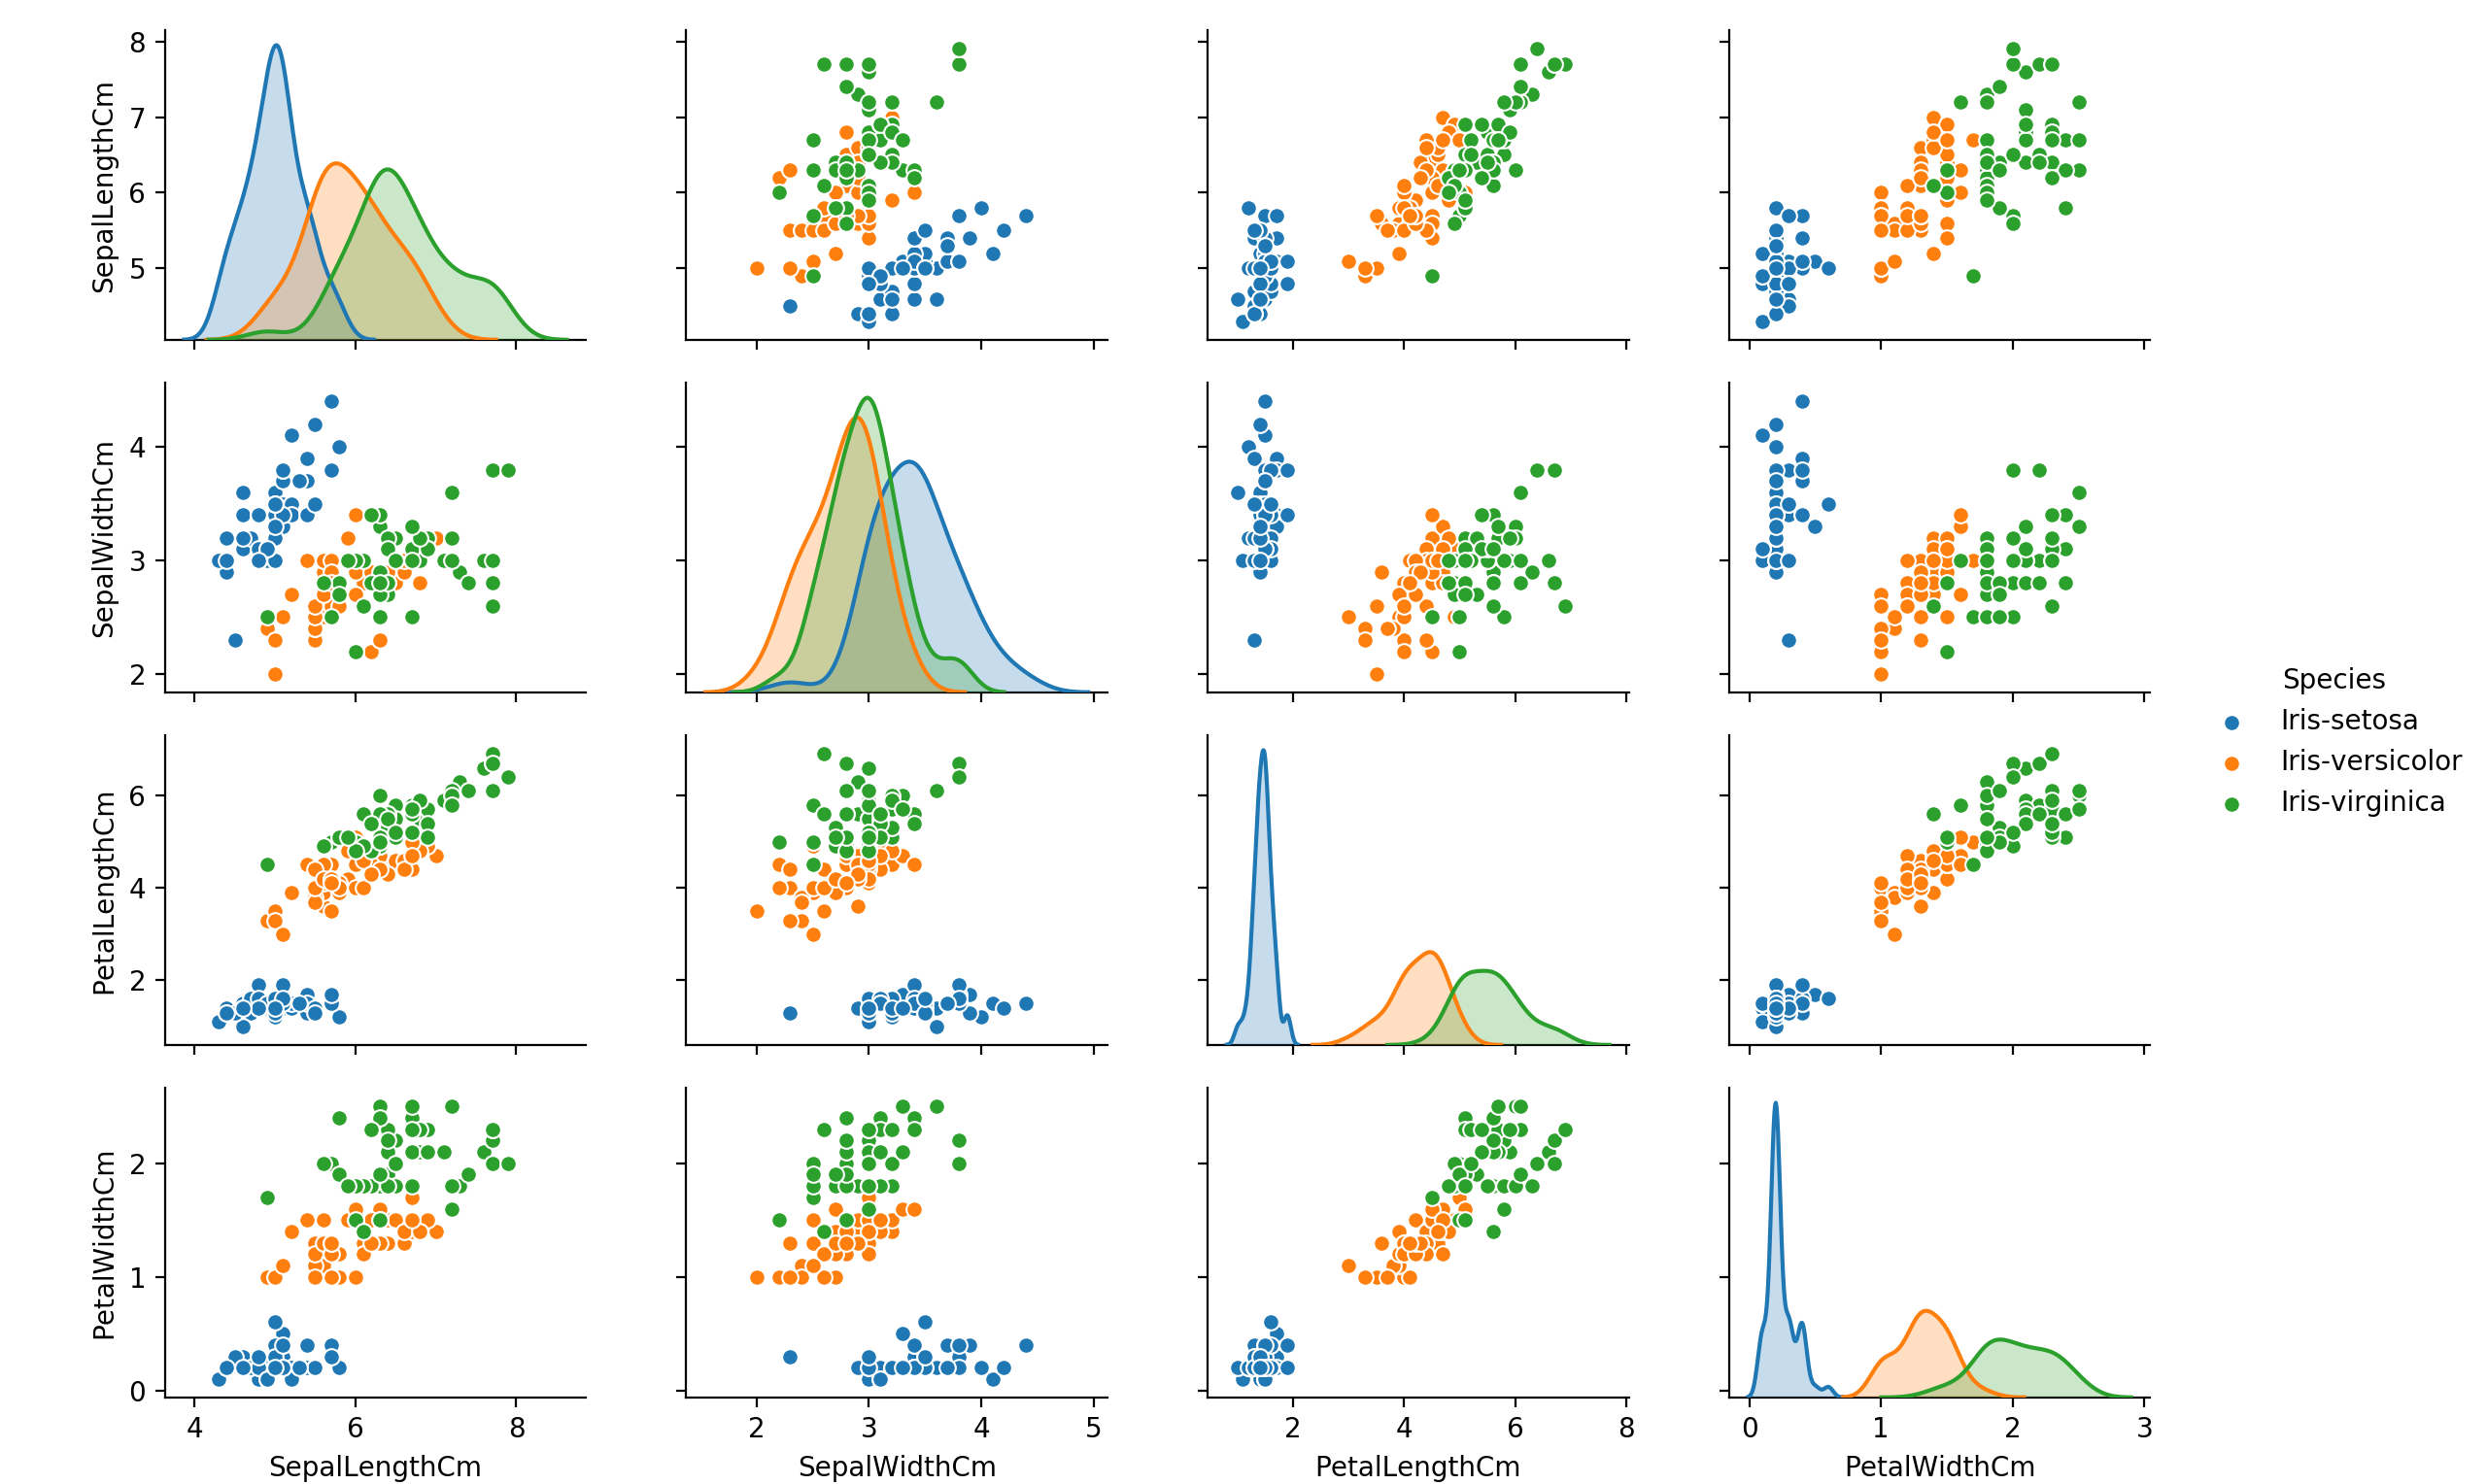 SepalLengthCm
8
7
6
5
SepalWidthCm
4
3
2
Species
Iris-setosa
Iris-versicolor
Iris-virginica
PetalLengthCm
6
4
2
PetalWidthCm
2
1
0
4 6 8 2 3 4 5 2 4 6 8 0 1 2 3
SepalLengthCm SepalWidthCm PetalLengthCm PetalWidthCm